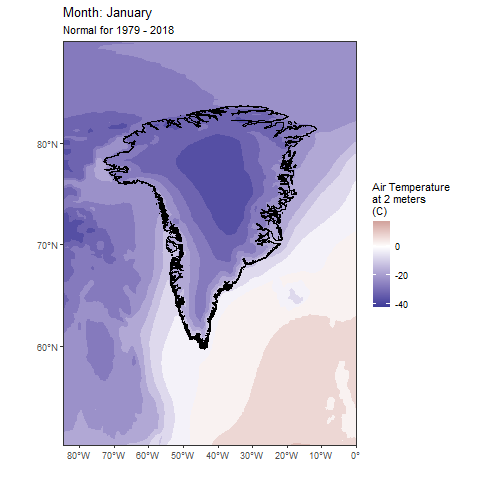 Month: January
Normal for 1979 - 2018
80°N
70°N
60°N
80°W 70°W 60°W 50°W 40°W 30°W 20°W 10°W 0°
Air Temperature
at 2 meters
(C)
0
-20
-40